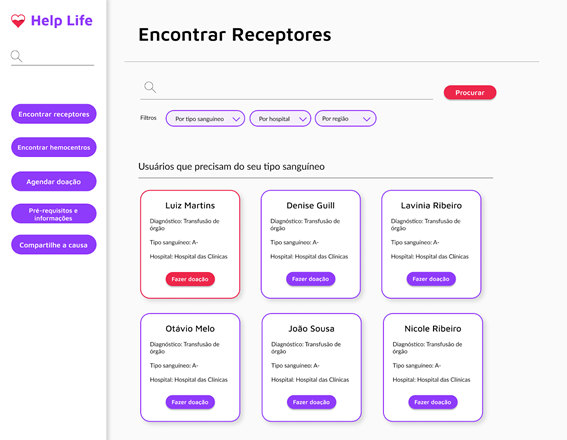 Help Life
Encontrar receptores
Encontrar hemocentros
Agendar doação
Pré-requisitos e
informações
Compartilhe a causa
Encontrar Receptores
Procurar
Filtros
Por tipo sanguíneo
Por hospital
Por região
Usuários que precisam do seu tipo sanguíneo
Luiz Martins
Diagnóstico: Transfusão de
órgão
Tipo sanguíneo: A-
Hospital: Hospital das Clínicas
Fazer doação
Denise Guill
Diagnóstico: Transfusão de
órgão
Tipo sanguíneo: A-
Hospital: Hospital das Clínicas
Fazer doação
Lavinia Ribeiro
Diagnóstico: Transfusão de
órgão
Tipo sanguíneo: A-
Hospital: Hospital das Clínicas
Fazer doação
Otávio Melo
Diagnóstico: Transfusão de
órgão
Tipo sanguíneo: A-
Hospital: Hospital das Clínicas
Fazer doação
João Sousa
Diagnóstico: Transfusão de
órgão
Tipo sanguíneo: A-
Hospital: Hospital das Clínicas
Fazer doação
Nicole Ribeiro
Diagnóstico: Transfusão de
órgão
Tipo sanguíneo: A-
Hospital: Hospital das Clínicas
Fazer doação